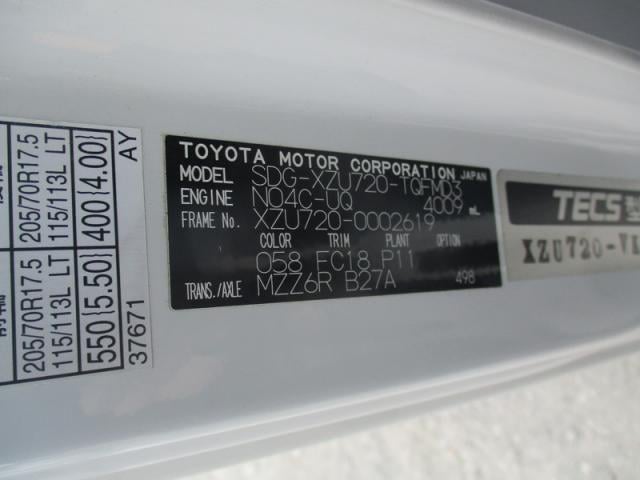 TOYOTA MOTOR CORPORATION JAPAN
MODEL SDG-XZU720-TQFMD3
ENGINE N04C-UQ 4009 mL
FRAME No. XZU720-0002619
COLOR TRIM PLANT OPTION
058 FC18 P11
TRANS./AXLE MZZ6R B27A 498
205/70R17.5 205/70R17.5
115/113L LT 115/113L LT
550{5.50} 400{4.00}
37671 AY
TECS
XZU720-